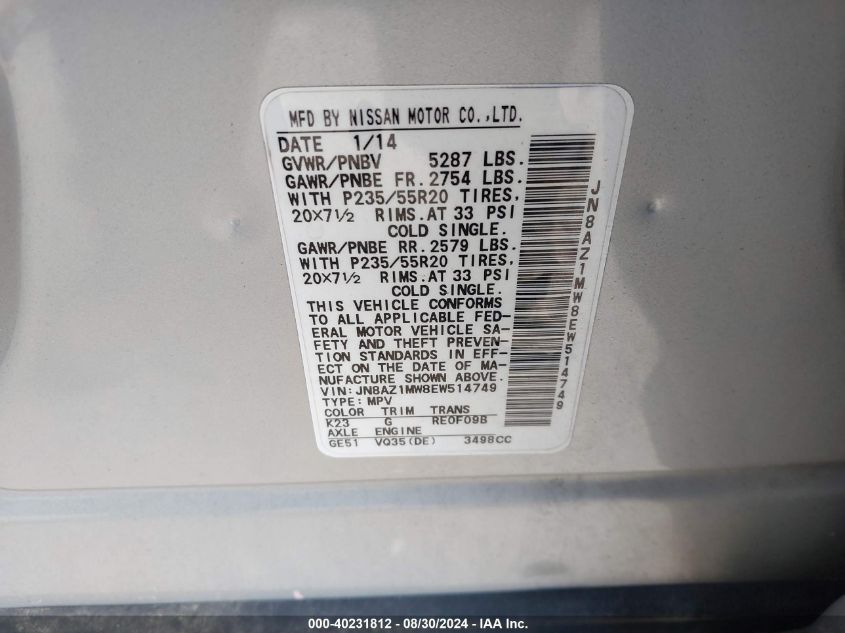 MFD BY NISSAN MOTOR CO.,LTD.
DATE 1/14
GVWR/PNBV 5287 LBS.
GAWR/PNBE FR. 2754 LBS.
WITH P235/55R20 TIRES,
20X7½ RIMS.AT 33 PSI
COLD SINGLE.
GAWR/PNBE RR. 2579 LBS.
WITH P235/55R20 TIRES,
20X7½ RIMS.AT 33 PSI
COLD SINGLE.
THIS VEHICLE CONFORMS
TO ALL APPLICABLE FED-
ERAL MOTOR VEHICLE SA-
FETY AND THEFT PREVEN-
TION STANDARDS IN EFF-
ECT ON THE DATE OF MA-
NUFACTURE SHOWN ABOVE.
VIN: JN8AZ1MW8EW514749
TYPE: MPV
COLOR TRIM TRANS
K23 G RE0F09B
AXLE ENGINE
GE51 VQ35(DE) 3498CC
JN8AZ1MW8EW514749
000-40231812 - 08/30/2024 - IAA Inc.